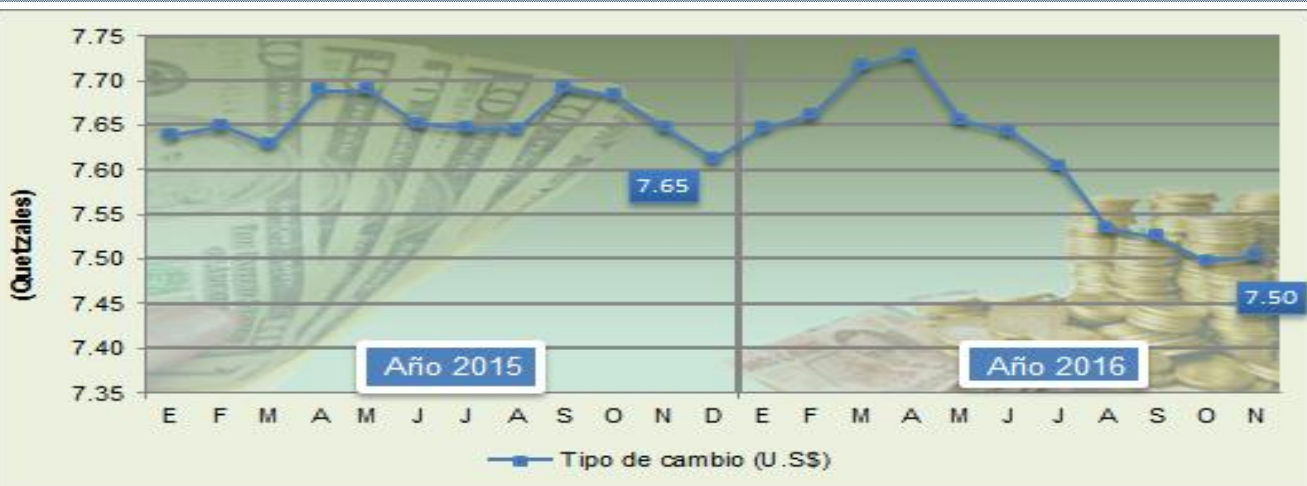 7.75
7.70
7.65
7.60
7.55
7.50
7.45
7.40
7.35
(Quetzales)
7.65
7.50
Año 2015
Año 2016
E F M A M J J A S O N D E F M A M J J A S O N
Tipo de cambio (U.S$)